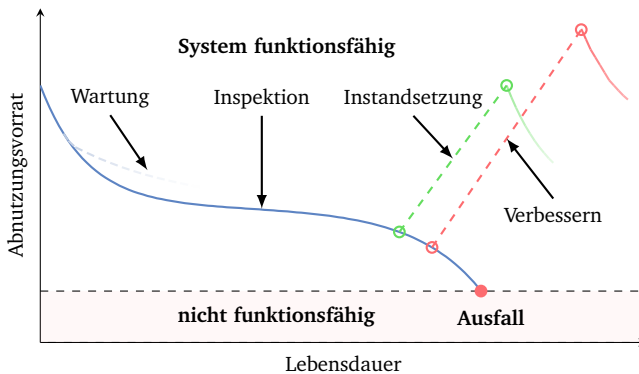 System funktionsfähig
Wartung
Inspektion
Instandsetzung
Verbessern
Abnutzungsvorrat
nicht funktionsfähig
Ausfall
Lebensdauer